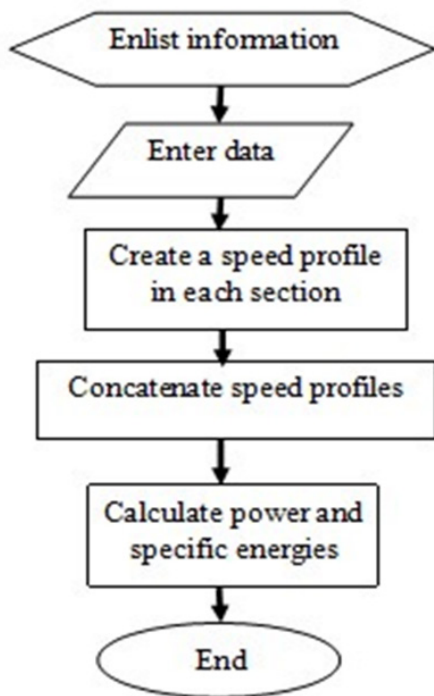 Enlist information
Enter data
Create a speed profile
in each section
Concatenate speed profiles
Calculate power and
specific energies
End